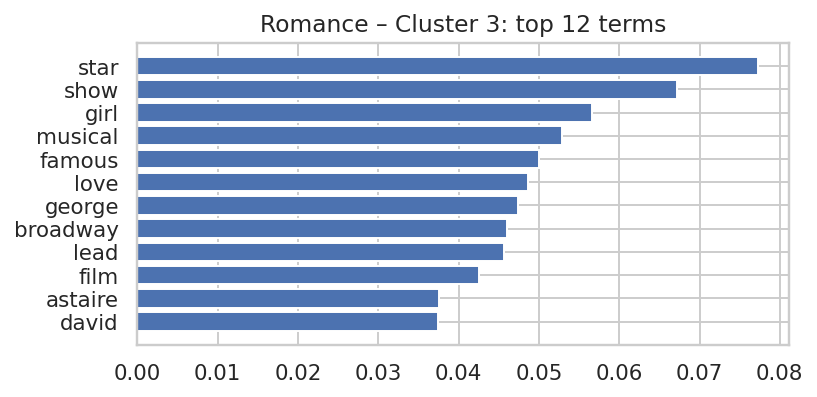 Romance – Cluster 3: top 12 terms
star
show
girl
musical
famous
love
george
broadway
lead
film
astaire
david
0.00 0.01 0.02 0.03 0.04 0.05 0.06 0.07 0.08